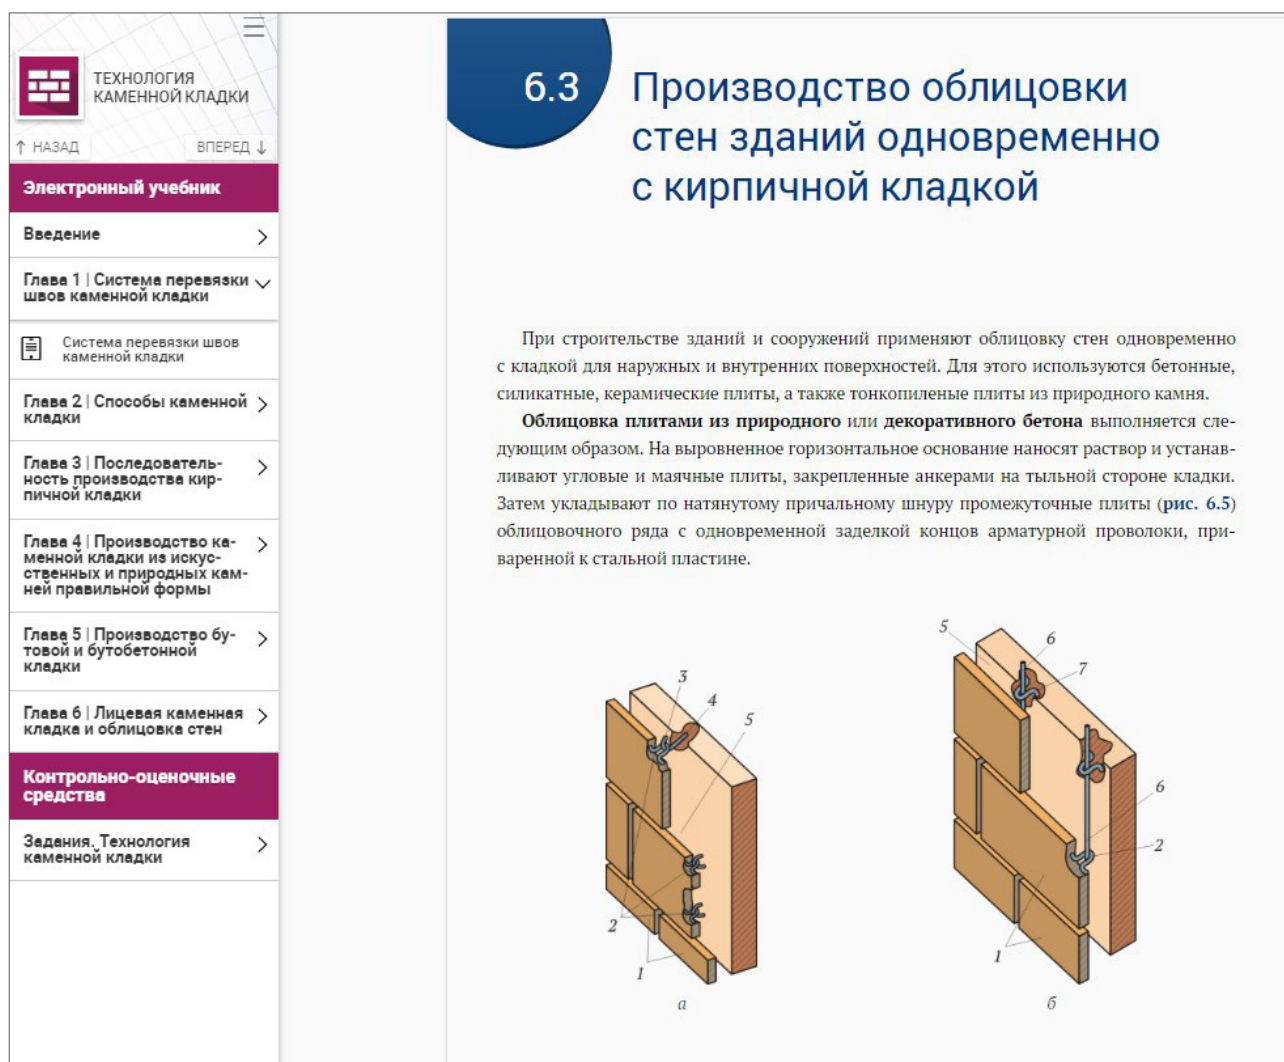 ТЕХНОЛОГИЯ
КАМЕННОЙ КЛАДКИ
↑ НАЗАД
ВПЕРЕД ↓
Электронный учебник
Введение
Глава 1 | Система перевязки
швов каменной кладки
Система перевязки швов
каменной кладки
Глава 2 | Способы каменной
кладки
Глава 3 | Последователь-
ность производства кир-
пичной кладки
Глава 4 | Производство ка-
менной кладки из искус-
ственных и природных кам-
ней правильной формы
Глава 5 | Производство бу-
товой и бутобетонной
кладки
Глава 6 | Лицевая каменная
кладка и облицовка стен
Контрольно-оценочные
средства
Задания. Технология
каменной кладки
6.3
Производство облицовки
стен зданий одновременно
с кирпичной кладкой
При строительстве зданий и сооружений применяют облицовку стен одновременно
с кладкой для наружных и внутренних поверхностей. Для этого используются бетонные,
силикатные, керамические плиты, а также тонкопиленые плиты из природного камня.
Облицовка плитами из природного или декоративного бетона выполняется сле-
дующим образом. На выровненное горизонтальное основание наносят раствор и устанав-
ливают угловые и маячные плиты, закрепленные анкерами на тыльной стороне кладки.
Затем укладывают по натянутому причальному шнуру промежуточные плиты (рис. 6.5)
облицовочного ряда с одновременной заделкой концов арматурной проволоки, при-
варенной к стальной пластине.
3
4
5
2
1
а
5
6
7
6
2
1
б